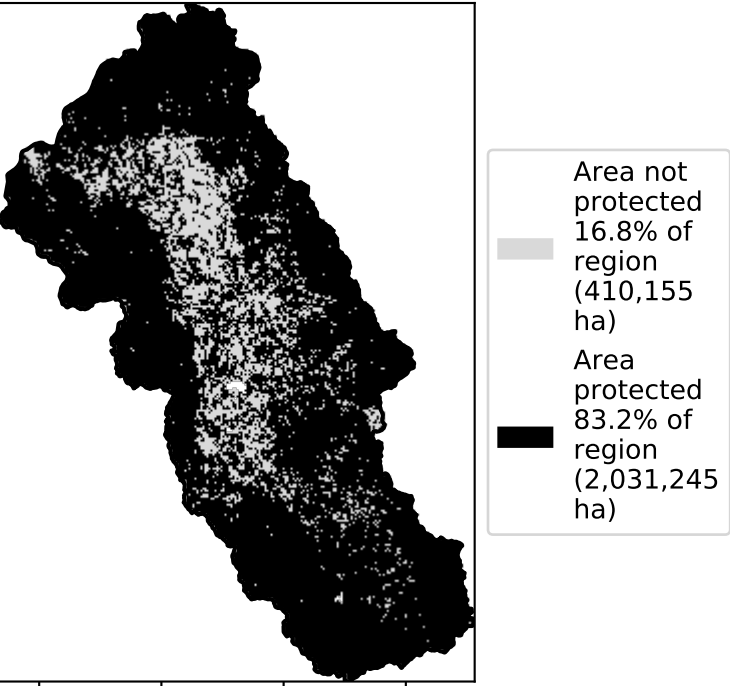 Area not
protected
16.8% of
region
(410,155
ha)
Area
protected
83.2% of
region
(2,031,245
ha)